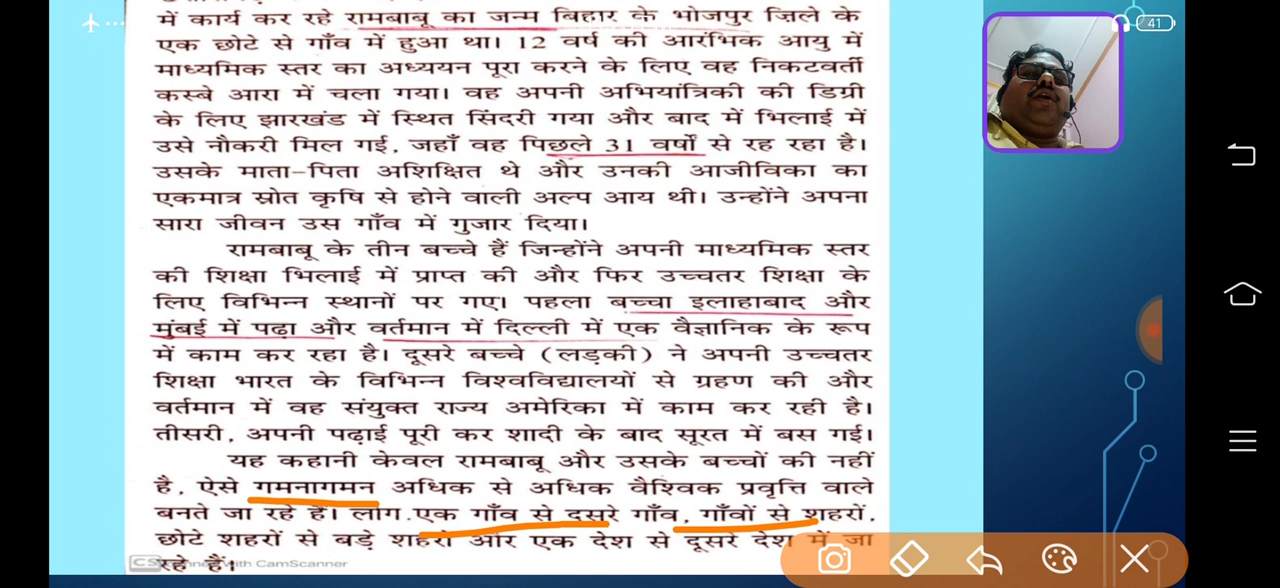 में कार्य कर रहे रामबाबू का जन्म बिहार के भोजपुर जिले के
एक छोटे से गाँव में हुआ था। 12 वर्ष की आरंभिक आयु में
माध्यमिक स्तर का अध्ययन पूरा करने के लिए वह निकटवर्ती
कस्बे आरा में चला गया। वह अपनी अभियांत्रिकी की डिग्री
के लिए झारखंड में स्थित सिंदरी गया और बाद में भिलाई में
उसे नौकरी मिल गई, जहाँ वह पिछले 31 वर्षों से रह रहा है।
उसके माता-पिता अशिक्षित थे और उनकी आजीविका का
एकमात्र स्रोत कृषि से होने वाली अल्प आय थी। उन्होंने अपना
सारा जीवन उस गाँव में गुजार दिया।
रामबाबू के तीन बच्चे हैं जिन्होंने अपनी माध्यमिक स्तर
की शिक्षा भिलाई में प्राप्त की और फिर उच्चतर शिक्षा के
लिए विभिन्न स्थानों पर गए। पहला बच्चा इलाहाबाद और
मुंबई में पढ़ा और वर्तमान में दिल्ली में एक वैज्ञानिक के रूप
में काम कर रहा है। दूसरे बच्चे (लड़की) ने अपनी उच्चतर
शिक्षा भारत के विभिन्न विश्वविद्यालयों से ग्रहण की और
वर्तमान में वह संयुक्त राज्य अमेरिका में काम कर रही है।
तीसरी, अपनी पढ़ाई पूरी कर शादी के बाद सूरत में बस गई।
यह कहानी केवल रामबाबू और उसके बच्चों की नहीं
है, ऐसे गमनागमन अधिक से अधिक वैश्विक प्रवृत्ति वाले
बनते जा रहे हैं। लोग एक गाँव से दूसरे गाँव, गाँवों से शहरों,
छोटे शहरों से बड़े शहरों और एक देश से दूसरे देश में जा
रहे हैं।
CS with CamScanner
41